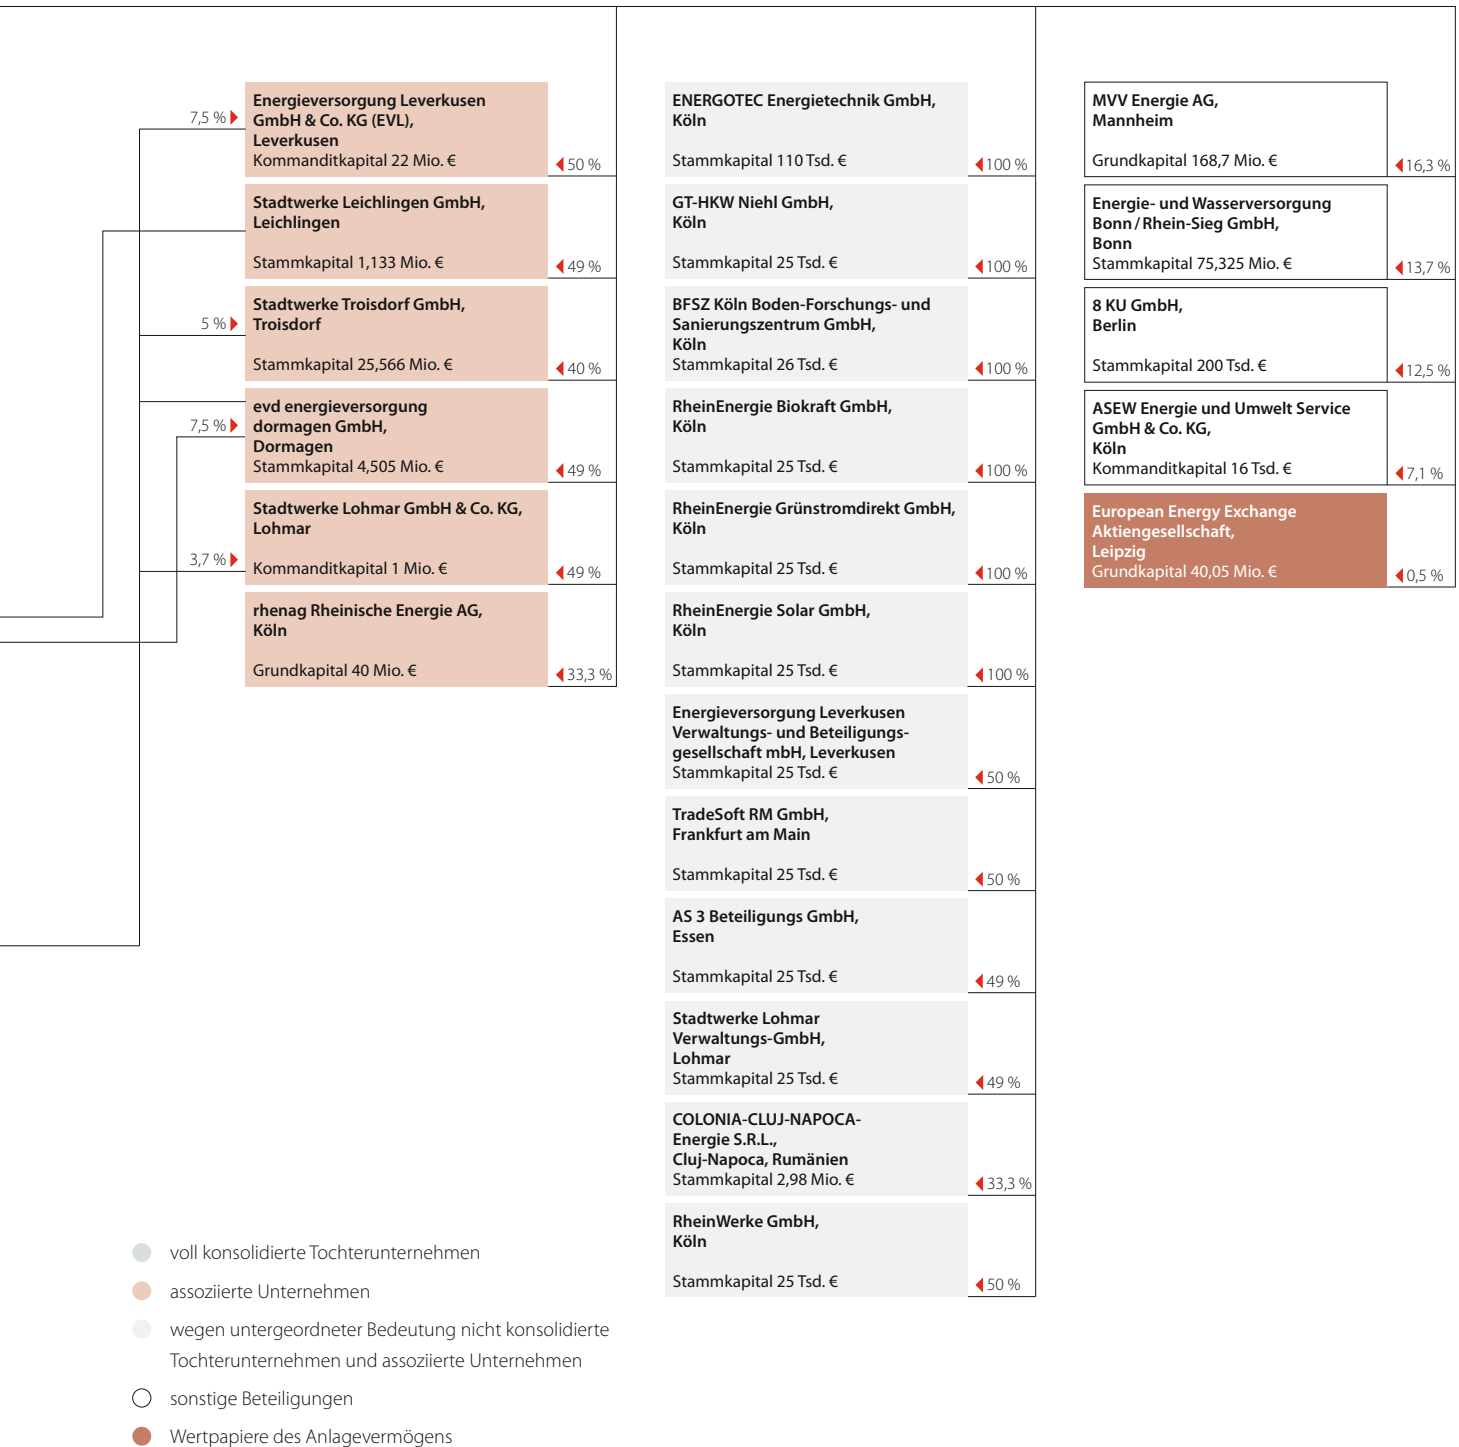 7,5 %
Energieversorgung Leverkusen
GmbH & Co. KG (EVL),
Leverkusen
Kommanditkapital 22 Mio. €
50 %
Stadtwerke Leichlingen GmbH,
Leichlingen
Stammkapital 1,133 Mio. €
49 %
5 %
Stadtwerke Troisdorf GmbH,
Troisdorf
Stammkapital 25,566 Mio. €
40 %
7,5 %
evd energieversorgung
dormagen GmbH,
Dormagen
Stammkapital 4,505 Mio. €
49 %
3,7 %
Stadtwerke Lohmar GmbH & Co. KG,
Lohmar
Kommanditkapital 1 Mio. €
49 %
rhenag Rheinische Energie AG,
Köln
Grundkapital 40 Mio. €
33,3 %
ENERGOTEC Energietechnik GmbH,
Köln
Stammkapital 110 Tsd. €
100 %
GT-HKW Niehl GmbH,
Köln
Stammkapital 25 Tsd. €
100 %
BFSZ Köln Boden-Forschungs- und
Sanierungszentrum GmbH,
Köln
Stammkapital 26 Tsd. €
100 %
RheinEnergie Biokraft GmbH,
Köln
Stammkapital 25 Tsd. €
100 %
RheinEnergie Grünstromdirekt GmbH,
Köln
Stammkapital 25 Tsd. €
100 %
RheinEnergie Solar GmbH,
Köln
Stammkapital 25 Tsd. €
100 %
Energieversorgung Leverkusen
Verwaltungs- und Beteiligungs-
gesellschaft mbH, Leverkusen
Stammkapital 25 Tsd. €
50 %
TradeSoft RM GmbH,
Frankfurt am Main
Stammkapital 25 Tsd. €
50 %
AS 3 Beteiligungs GmbH,
Essen
Stammkapital 25 Tsd. €
49 %
Stadtwerke Lohmar
Verwaltungs-GmbH,
Lohmar
Stammkapital 25 Tsd. €
49 %
COLONIA-CLUJ-NAPOCA-
Energie S.R.L.,
Cluj-Napoca, Rumänien
Stammkapital 2,98 Mio. €
33,3 %
RheinWerke GmbH,
Köln
Stammkapital 25 Tsd. €
50 %
MVV Energie AG,
Mannheim
Grundkapital 168,7 Mio. €
16,3 %
Energie- und Wasserversorgung
Bonn / Rhein-Sieg GmbH,
Bonn
Stammkapital 75,325 Mio. €
13,7 %
8 KU GmbH,
Berlin
Stammkapital 200 Tsd. €
12,5 %
ASEW Energie und Umwelt Service
GmbH & Co. KG,
Köln
Kommanditkapital 16 Tsd. €
7,1 %
European Energy Exchange
Aktiengesellschaft,
Leipzig
Grundkapital 40,05 Mio. €
0,5 %
voll konsolidierte Tochterunternehmen
assoziierte Unternehmen
wegen untergeordneter Bedeutung nicht konsolidierte
Tochterunternehmen und assoziierte Unternehmen
sonstige Beteiligungen
Wertpapiere des Anlagevermögens